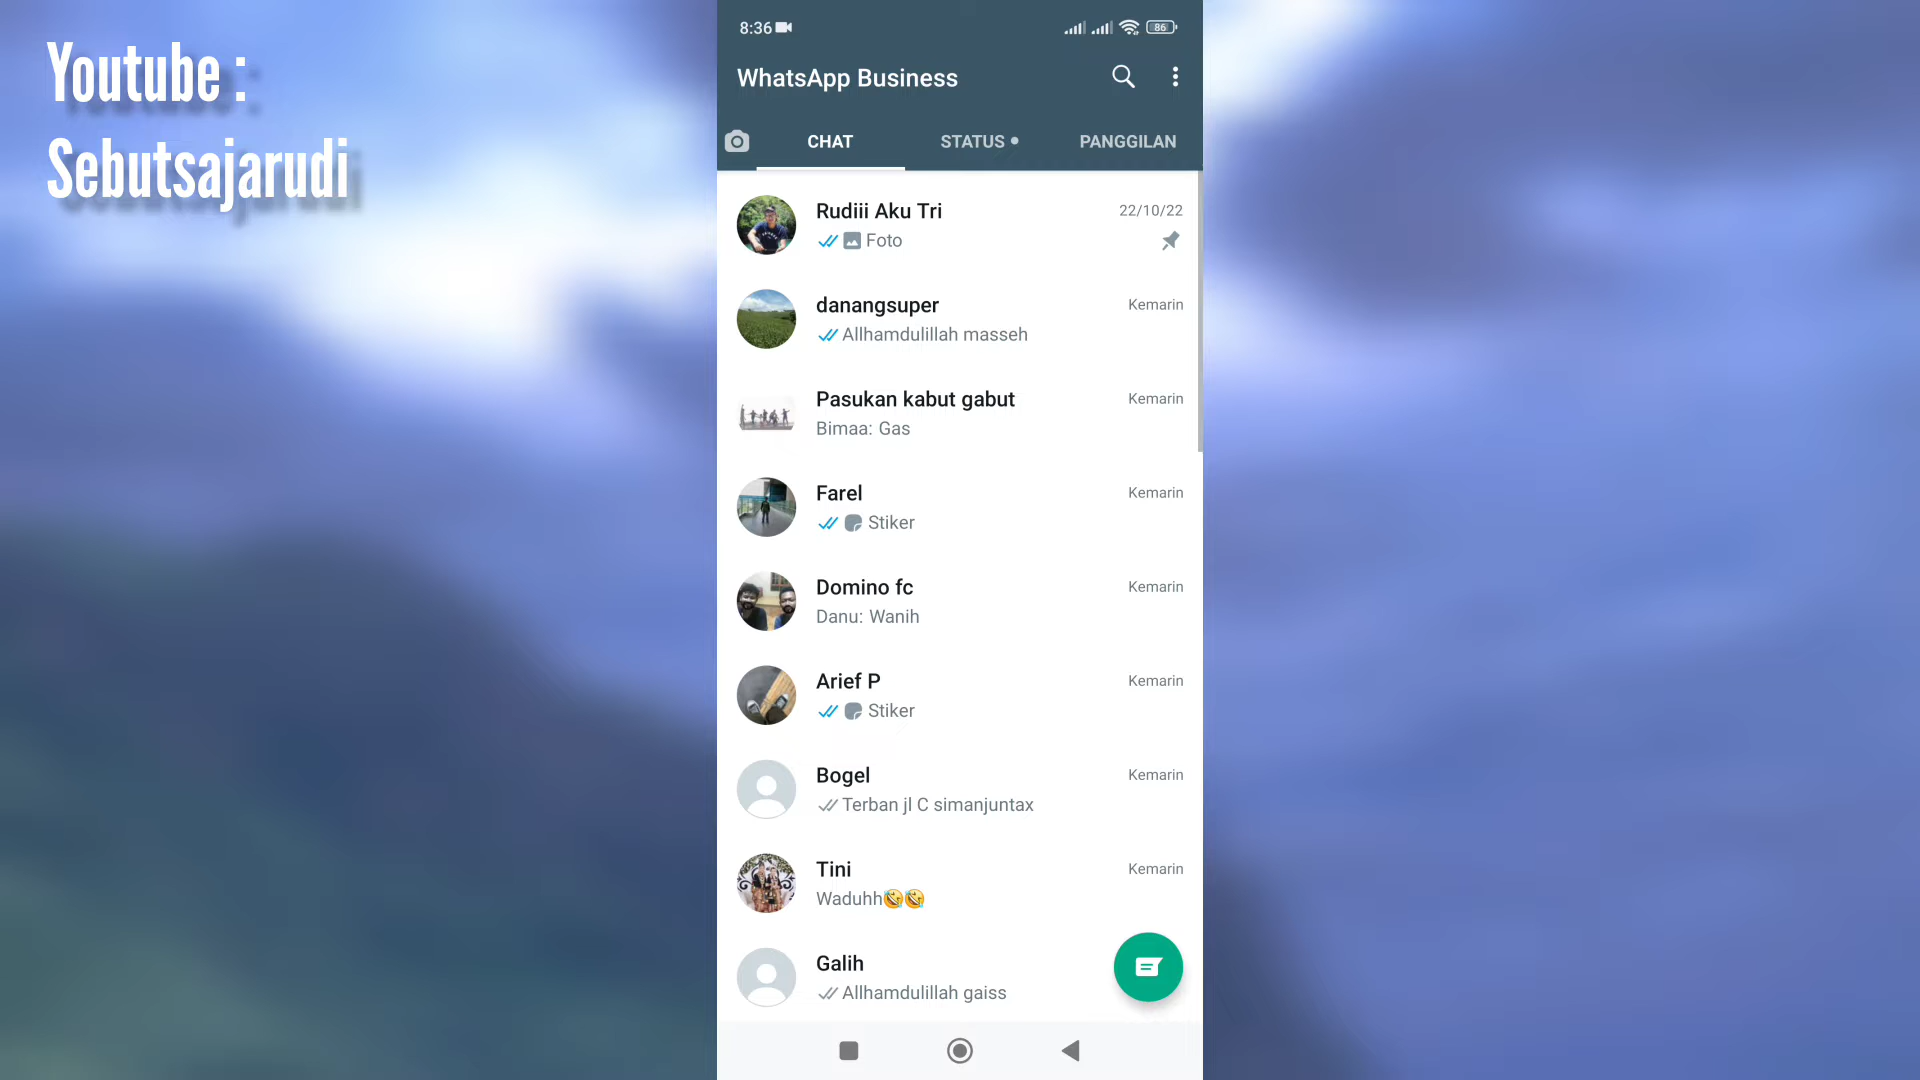 Youtube :
Sebutsajarudi
8:36
86
WhatsApp Business
CHAT
STATUS
PANGGILAN
Rudiii Aku Tri
22/10/22
Foto
danangsuper
Kemarin
Allhamdulillah masseh
Pasukan kabut gabut
Kemarin
Bimaa: Gas
Farel
Kemarin
Stiker
Domino fc
Kemarin
Danu: Wanih
Arief P
Kemarin
Stiker
Bogel
Kemarin
Terban jl C simanjuntax
Tini
Kemarin
Waduhh🤣🤣
Galih
Allhamdulillah gaiss